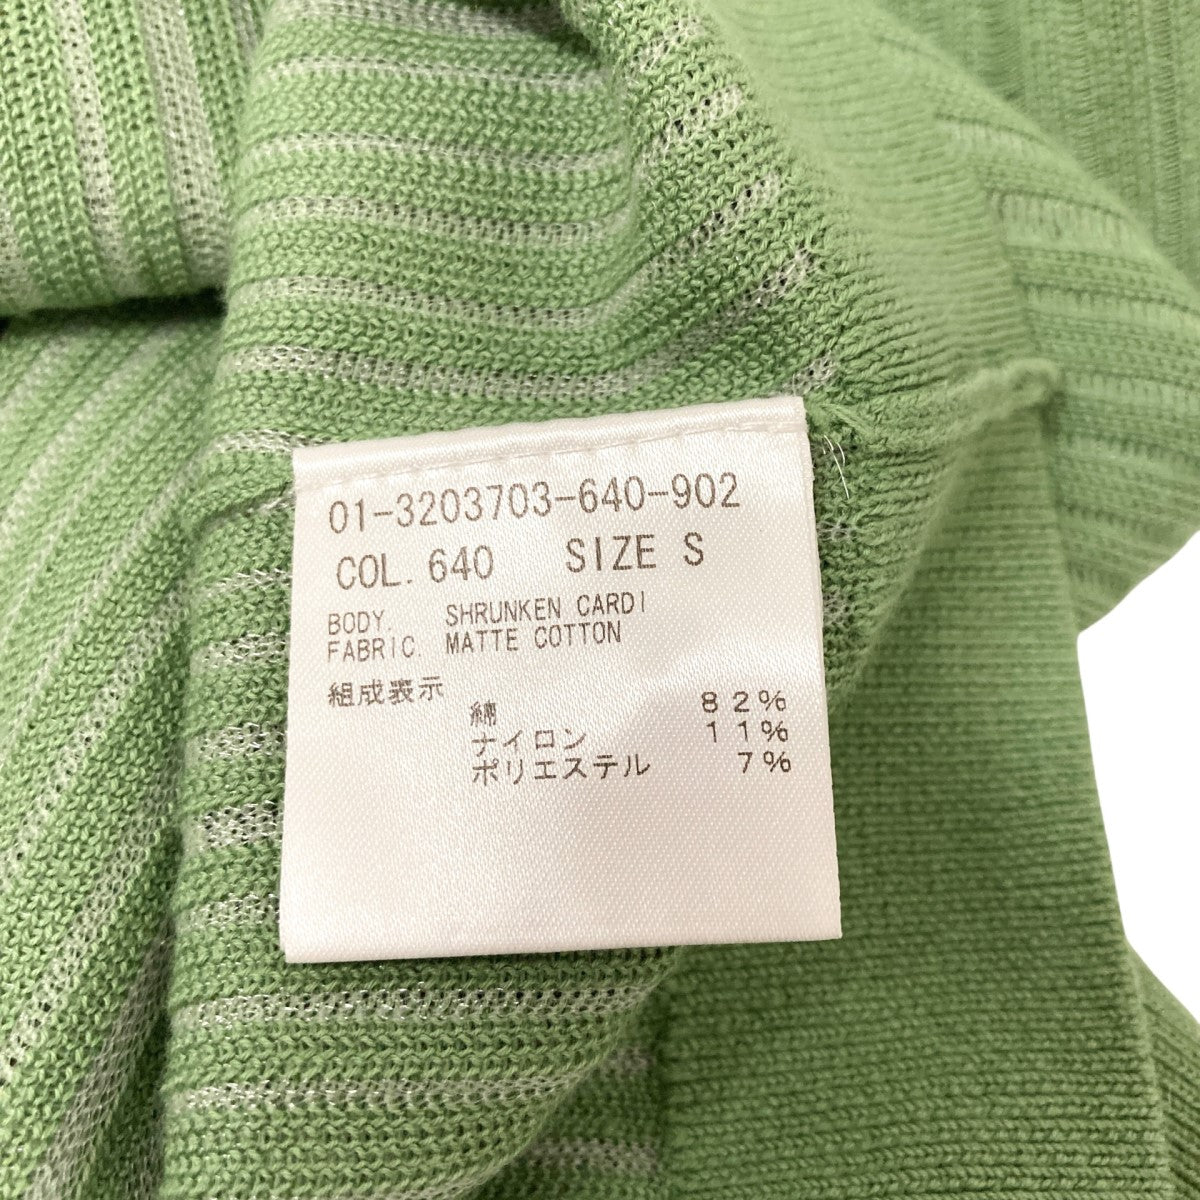 01-3203703-640-902
COL. 640 SIZE S
BODY. SHRUNKEN CARDI
FABRIC. MATTE COTTON
組成表示
綿 82%
ナイロン 11%
ポリエステル 7%